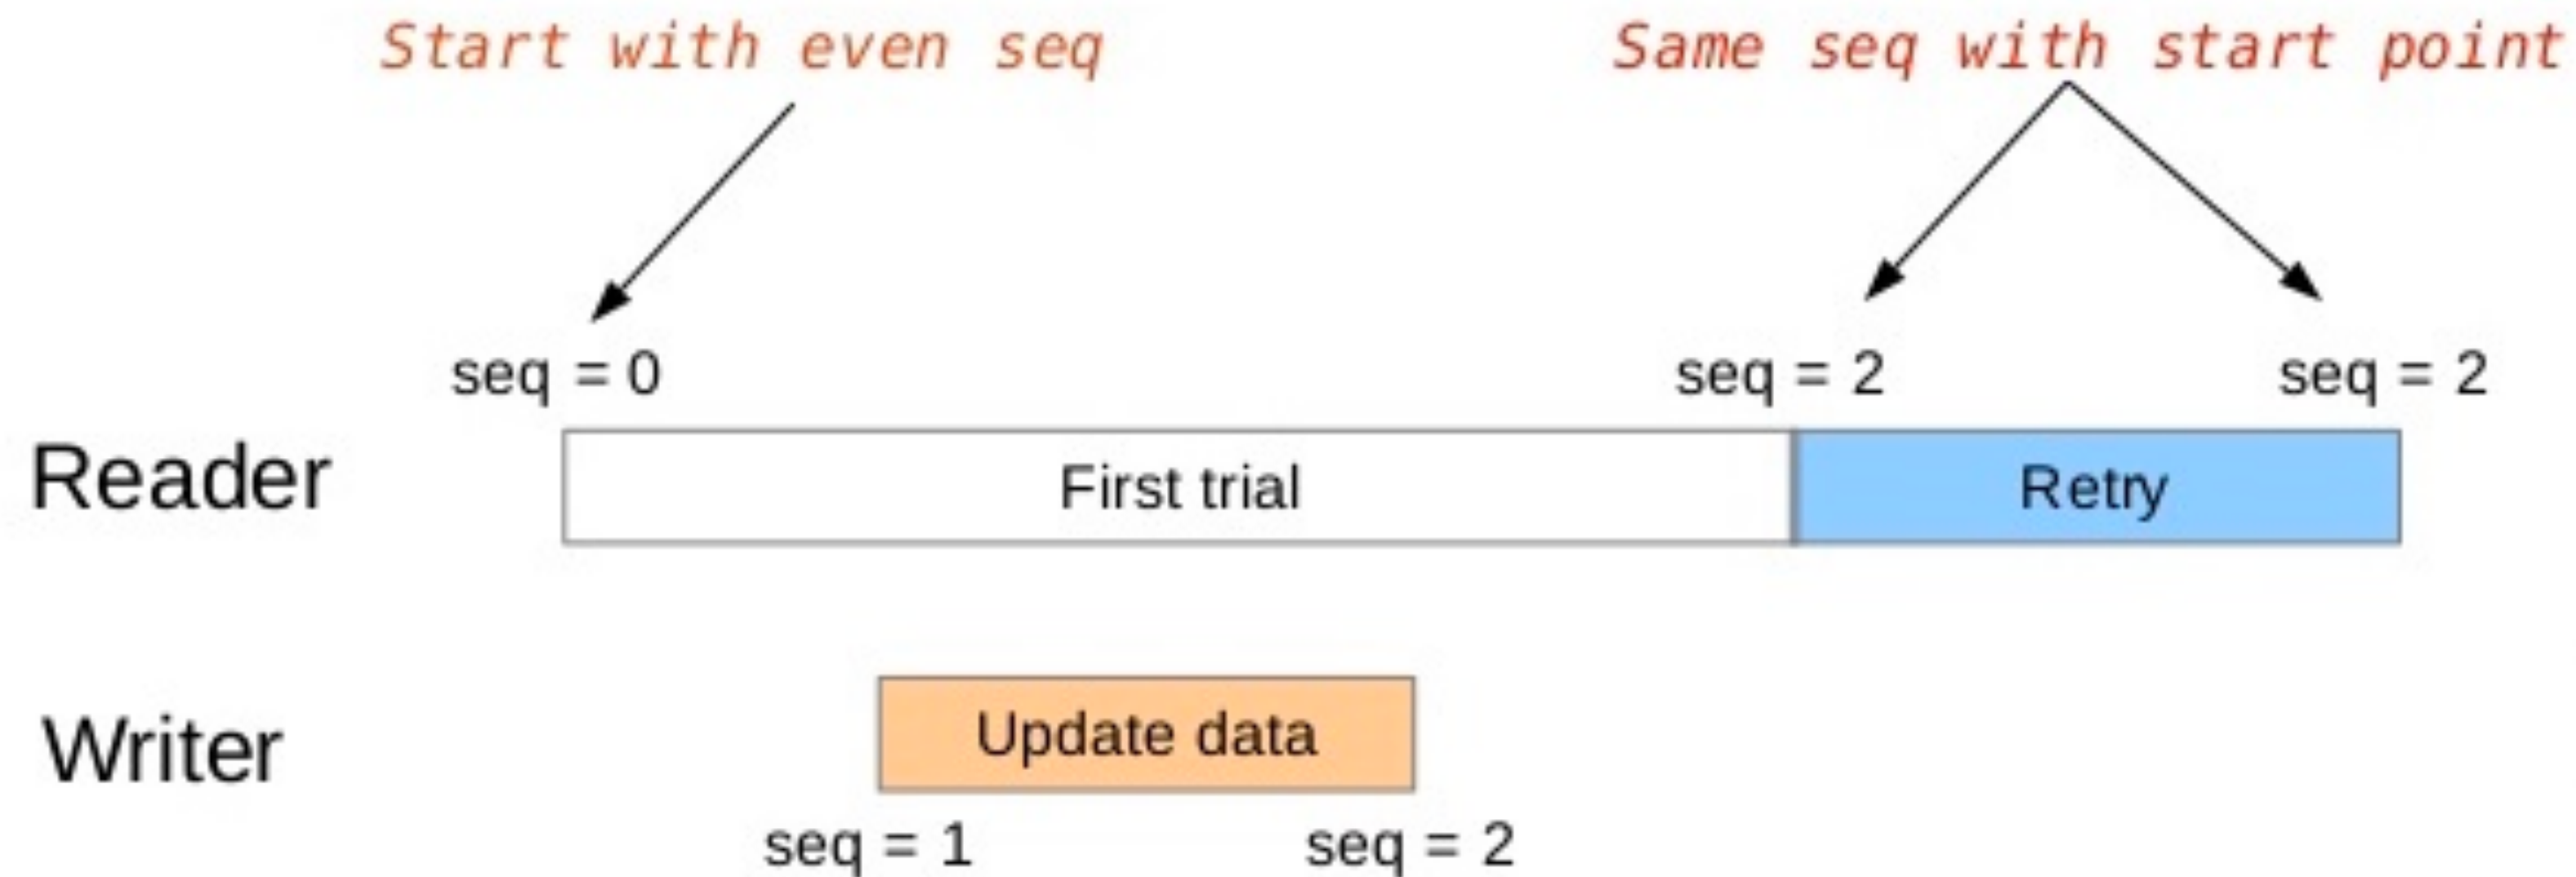 Start with even seq
Same seq with start point
seq = 0
seq = 2
seq = 2
Reader
First trial
Retry
Writer
Update data
seq = 1
seq = 2